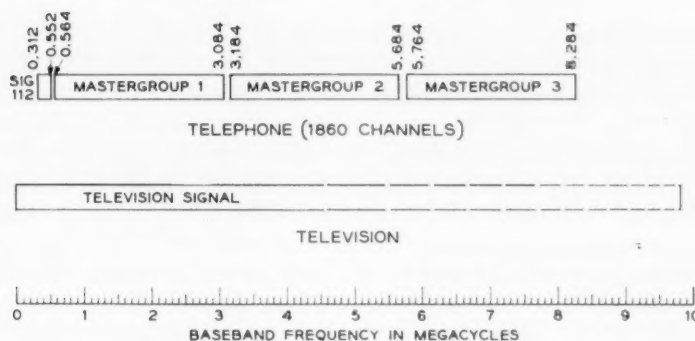 0.312 0.552 0.564 3.084 3.184 5.684 5.764 8.284
SIG 112
MASTERGROUP 1 MASTERGROUP 2 MASTERGROUP 3
TELEPHONE (1860 CHANNELS)
TELEVISION SIGNAL
TELEVISION
0 1 2 3 4 5 6 7 8 9 10
BASEBAND FREQUENCY IN MEGACYCLES